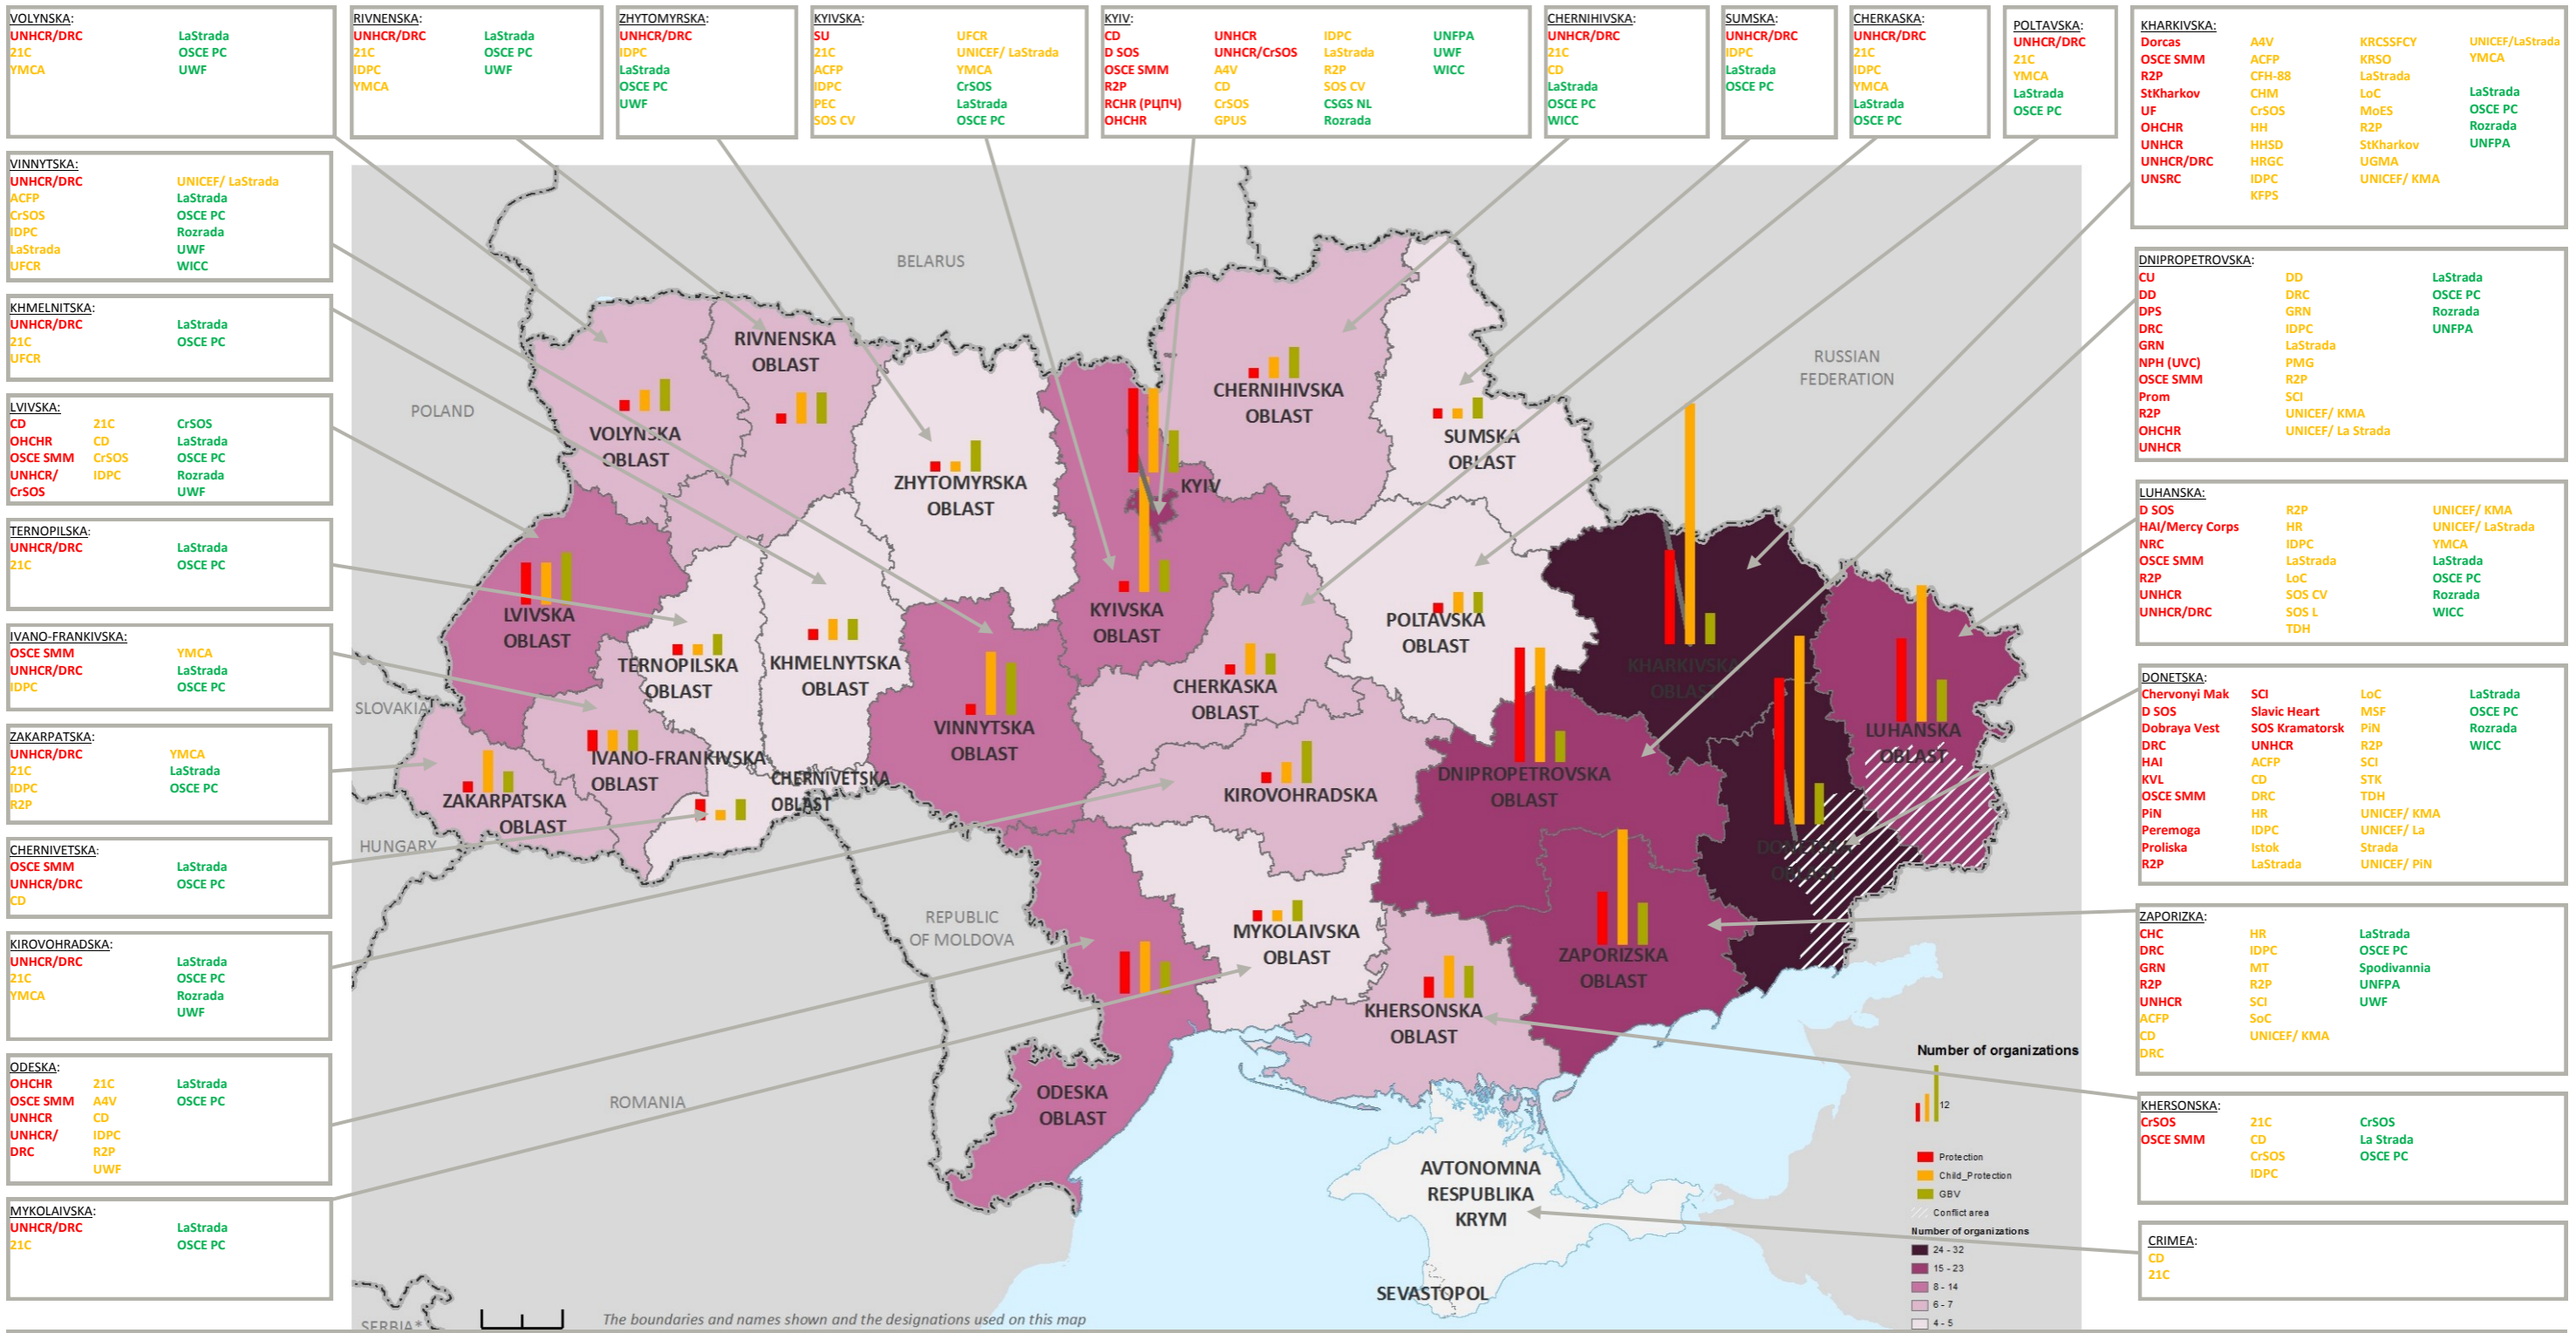 VOLYNSKA:
UNHCR/DRC LaStrada
21C OSCE PC
YMCA UWF
RIVNENSKA:
UNHCR/DRC LaStrada
21C OSCE PC
IDPC UWF
YMCA
ZHYTOMYRSKA:
UNHCR/DRC
IDPC
LaStrada
OSCE PC
UWF
KYIVSKA:
SU UFCR
21C UNICEF/ LaStrada
ACFP YMCA
IDPC CrSOS
PEC LaStrada
SOS CV OSCE PC
KYIV:
CD UNHCR IDPC UNFPA
D SOS UNHCR/CrSOS LaStrada UWF
OSCE SMM A4V R2P WICC
R2P CD SOS CV
RCHR (РЦПЧ) CrSOS CSGS NL
OHCHR GPUS Rozrada
CHERNIHIVSKA:
UNHCR/DRC
21C
CD
LaStrada
OSCE PC
WICC
SUMSKA:
UNHCR/DRC
IDPC
LaStrada
OSCE PC
CHERKASKA:
UNHCR/DRC
21C
IDPC
YMCA
LaStrada
OSCE PC
POLTAVSKA:
UNHCR/DRC
21C
YMCA
LaStrada
OSCE PC
KHARKIVSKA:
Dorcas A4V KRCSSFCY UNICEF/LaStrada
OSCE SMM ACFP KRSO YMCA
R2P CFH-88 LaStrada
StKharkov CHM LoC LaStrada
UF CrSOS MoES OSCE PC
OHCHR HH R2P Rozrada
UNHCR HHSD StKharkov UNFPA
UNHCR/DRC HRGC UGMA
UNSRC IDPC UNICEF/ KMA
KFPS
VINNYTSKA:
UNHCR/DRC UNICEF/ LaStrada
ACFP LaStrada
CrSOS OSCE PC
IDPC Rozrada
LaStrada UWF
UFCR WICC
KHMELNITSKA:
UNHCR/DRC LaStrada
21C OSCE PC
UFCR
LVIVSKA:
CD 21C CrSOS
OHCHR CD LaStrada
OSCE SMM CrSOS OSCE PC
UNHCR/ IDPC Rozrada
CrSOS UWF
TERNOPILSKA:
UNHCR/DRC LaStrada
21C OSCE PC
IVANO-FRANKIVSKA:
OSCE SMM YMCA
UNHCR/DRC LaStrada
IDPC OSCE PC
ZAKARPATSKA:
UNHCR/DRC YMCA
21C LaStrada
IDPC OSCE PC
R2P
CHERNIVETSKA:
OSCE SMM LaStrada
UNHCR/DRC OSCE PC
CD
KIROVOHRADSKA:
UNHCR/DRC LaStrada
21C OSCE PC
YMCA Rozrada
UWF
ODESKA:
OHCHR 21C LaStrada
OSCE SMM A4V OSCE PC
UNHCR CD
UNHCR/ IDPC
DRC R2P
UWF
MYKOLAIVSKA:
UNHCR/DRC LaStrada
21C OSCE PC
DNIPROPETROVSKA:
CU DD LaStrada
DD DRC OSCE PC
DPS GRN Rozrada
DRC IDPC UNFPA
GRN LaStrada
NPH (UVC) PMG
OSCE SMM R2P
Prom SCI
R2P UNICEF/ KMA
OHCHR UNICEF/ La Strada
UNHCR
LUHANSKA:
D SOS R2P UNICEF/ KMA
HAI/Mercy Corps HR UNICEF/ LaStrada
NRC IDPC YMCA
OSCE SMM LaStrada LaStrada
R2P LoC OSCE PC
UNHCR SOS CV Rozrada
UNHCR/DRC SOS L WICC
TDH
DONETSKA:
Chervonyi Mak SCI LoC LaStrada
D SOS Slavic Heart MSF OSCE PC
Dobraya Vest SOS Kramatorsk PiN Rozrada
DRC UNHCR R2P WICC
HAI ACFP SCI
KVL CD STK
OSCE SMM DRC TDH
PiN HR UNICEF/ KMA
Peremoga IDPC UNICEF/ La
Proliska Istok Strada
R2P LaStrada UNICEF/ PiN
ZAPORIZKA:
CHC HR LaStrada
DRC IDPC OSCE PC
GRN MT Spodivannia
R2P R2P UNFPA
UNHCR SCI UWF
ACFP SoC
CD UNICEF/ KMA
DRC
KHERSONSKA:
CrSOS 21C CrSOS
OSCE SMM CD La Strada
CrSOS OSCE PC
IDPC
CRIMEA:
CD
21C
BELARUS
POLAND
RUSSIAN
FEDERATION
SLOVAKIA
HUNGARY
REPUBLIC
OF MOLDOVA
ROMANIA
SERBIA*
VOLYNSKA
OBLAST
RIVNENSKA
OBLAST
ZHYTOMYRSKA
OBLAST
CHERNIHIVSKA
OBLAST
SUMSKA
OBLAST
KYIV
KYIVSKA
OBLAST
LVIVSKA
OBLAST
TERNOPILSKA
OBLAST
KHMELNYTSKA
OBLAST
POLTAVSKA
OBLAST
KHARKIVSKA
OBLAST
CHERKASKA
OBLAST
VINNYTSKA
OBLAST
IVANO-FRANKIVSKA
OBLAST
CHERNIVETSKA
OBLAST
ZAKARPATSKA
OBLAST
KIROVOHRADSKA
DNIPROPETROVSKA
OBLAST
LUHANSKA
OBLAST
DONETSKA
OBLAST
MYKOLAIVSKA
OBLAST
ZAPORIZSKA
OBLAST
KHERSONSKA
OBLAST
ODESKA
OBLAST
AVTONOMNA
RESPUBLIKA
KRYM
SEVASTOPOL
Number of organizations
12
Protection
Child_Protection
GBV
Conflict area
Number of organizations
24 - 32
15 - 23
8 - 14
6 - 7
4 - 5
The boundaries and names shown and the designations used on this map